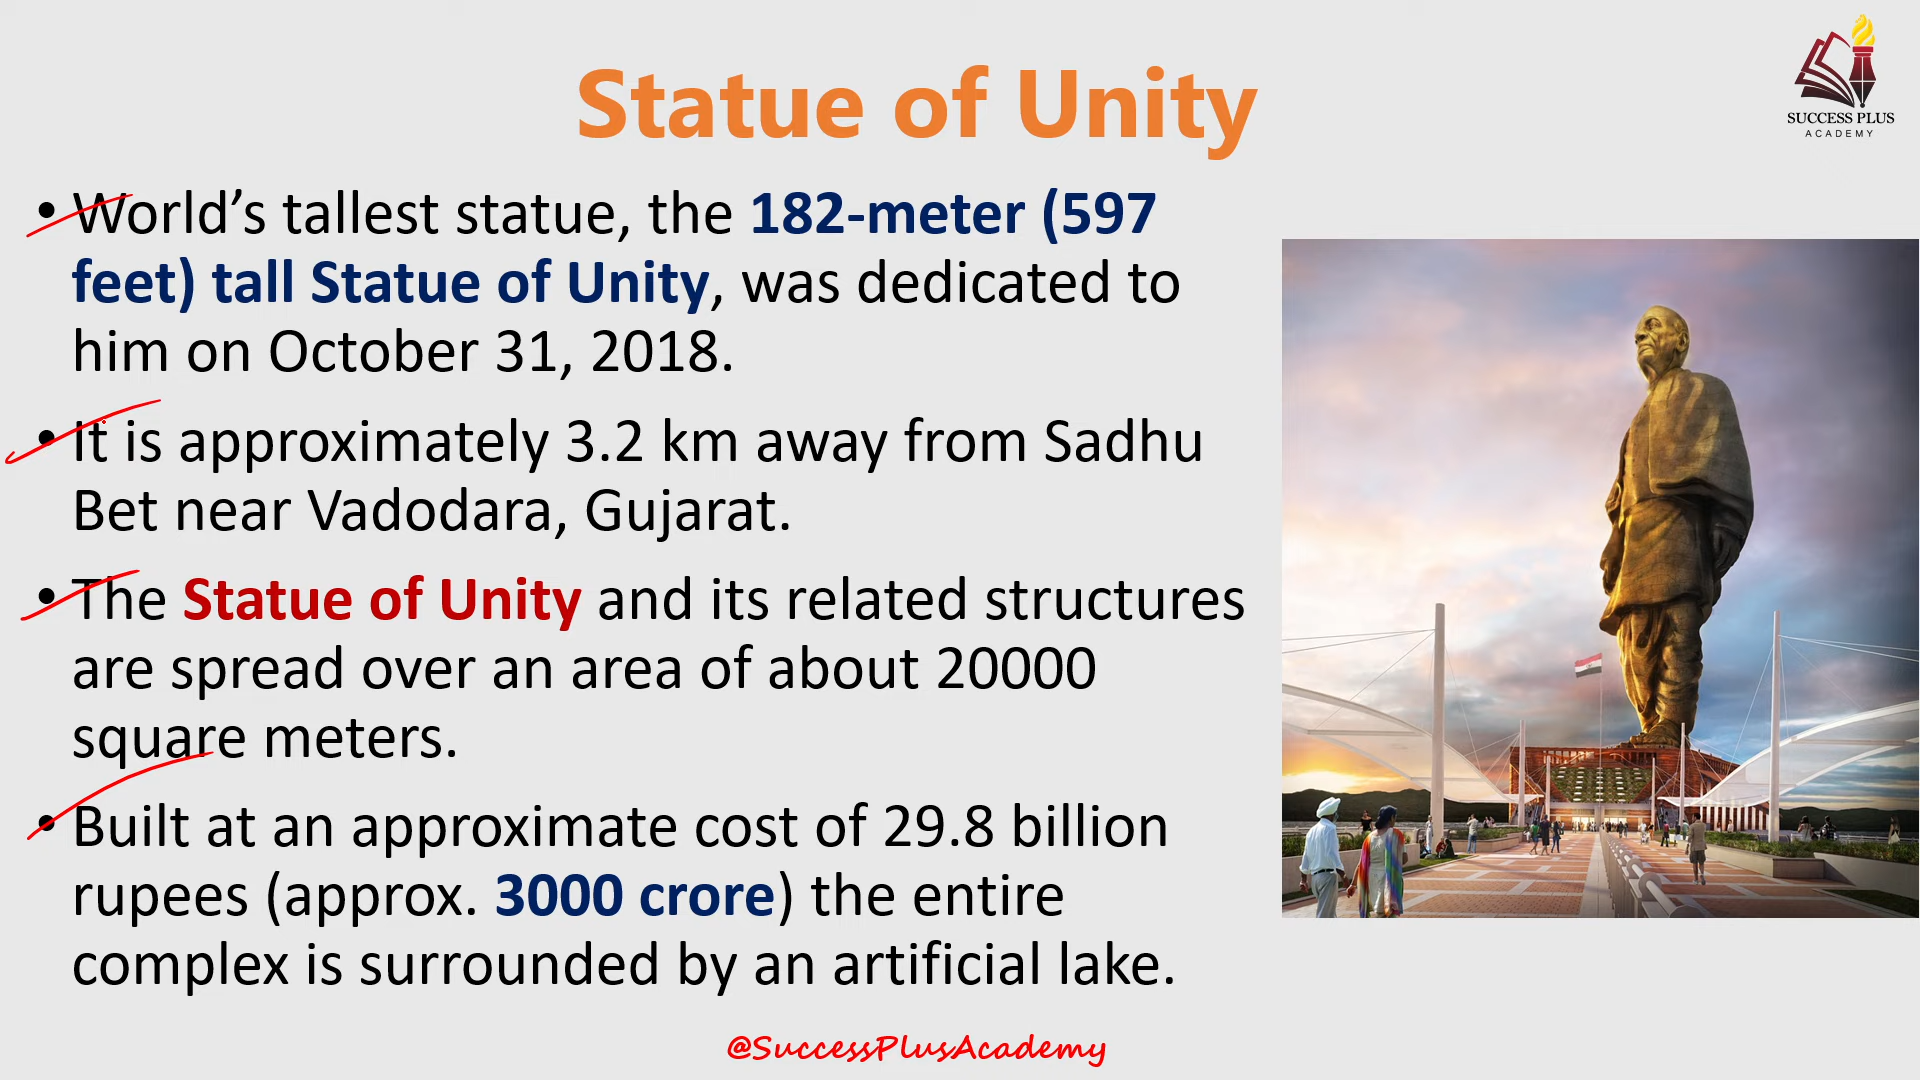 Statue of Unity
SUCCESS PLUS
ACADEMY
• World’s tallest statue, the 182-meter (597
feet) tall Statue of Unity, was dedicated to
him on October 31, 2018.
• It is approximately 3.2 km away from Sadhu
Bet near Vadodara, Gujarat.
• The Statue of Unity and its related structures
are spread over an area of about 20000
square meters.
• Built at an approximate cost of 29.8 billion
rupees (approx. 3000 crore) the entire
complex is surrounded by an artificial lake.
@SuccessPlusAcademy